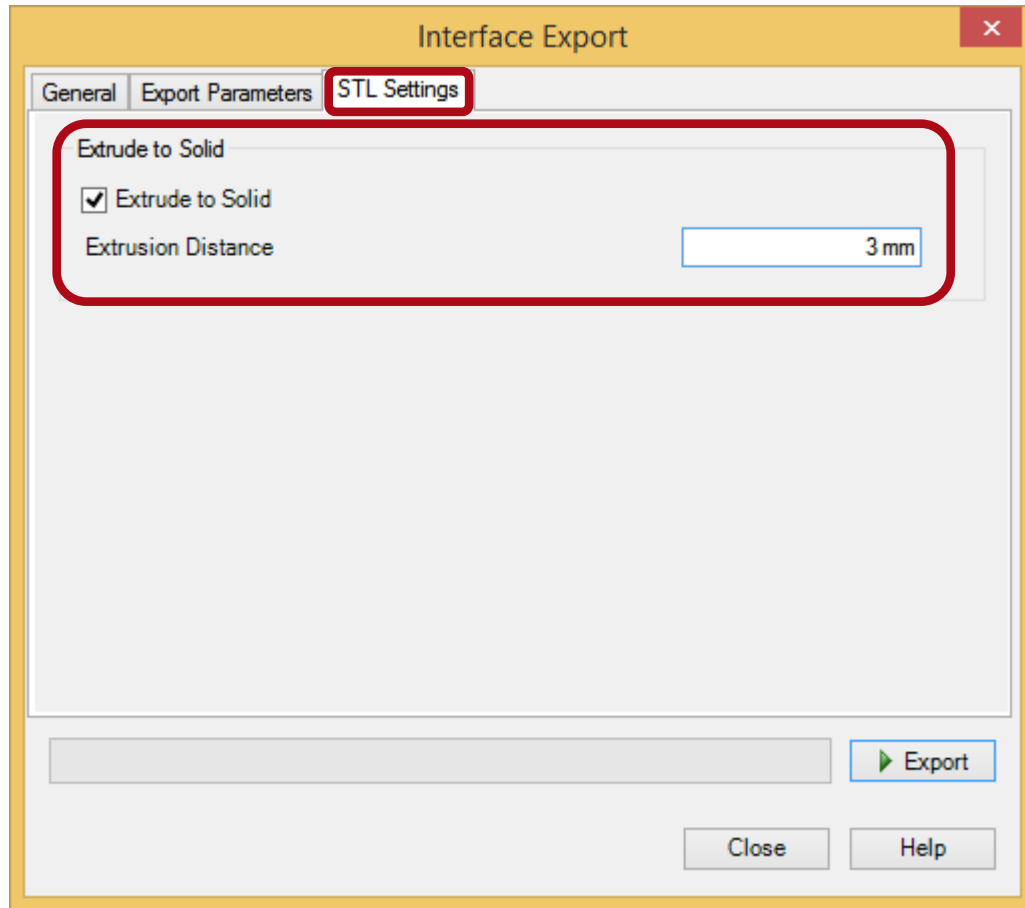 Interface Export
General Export Parameters STL Settings
Extrude to Solid
Extrude to Solid
Extrusion Distance 3 mm
Export
Close Help